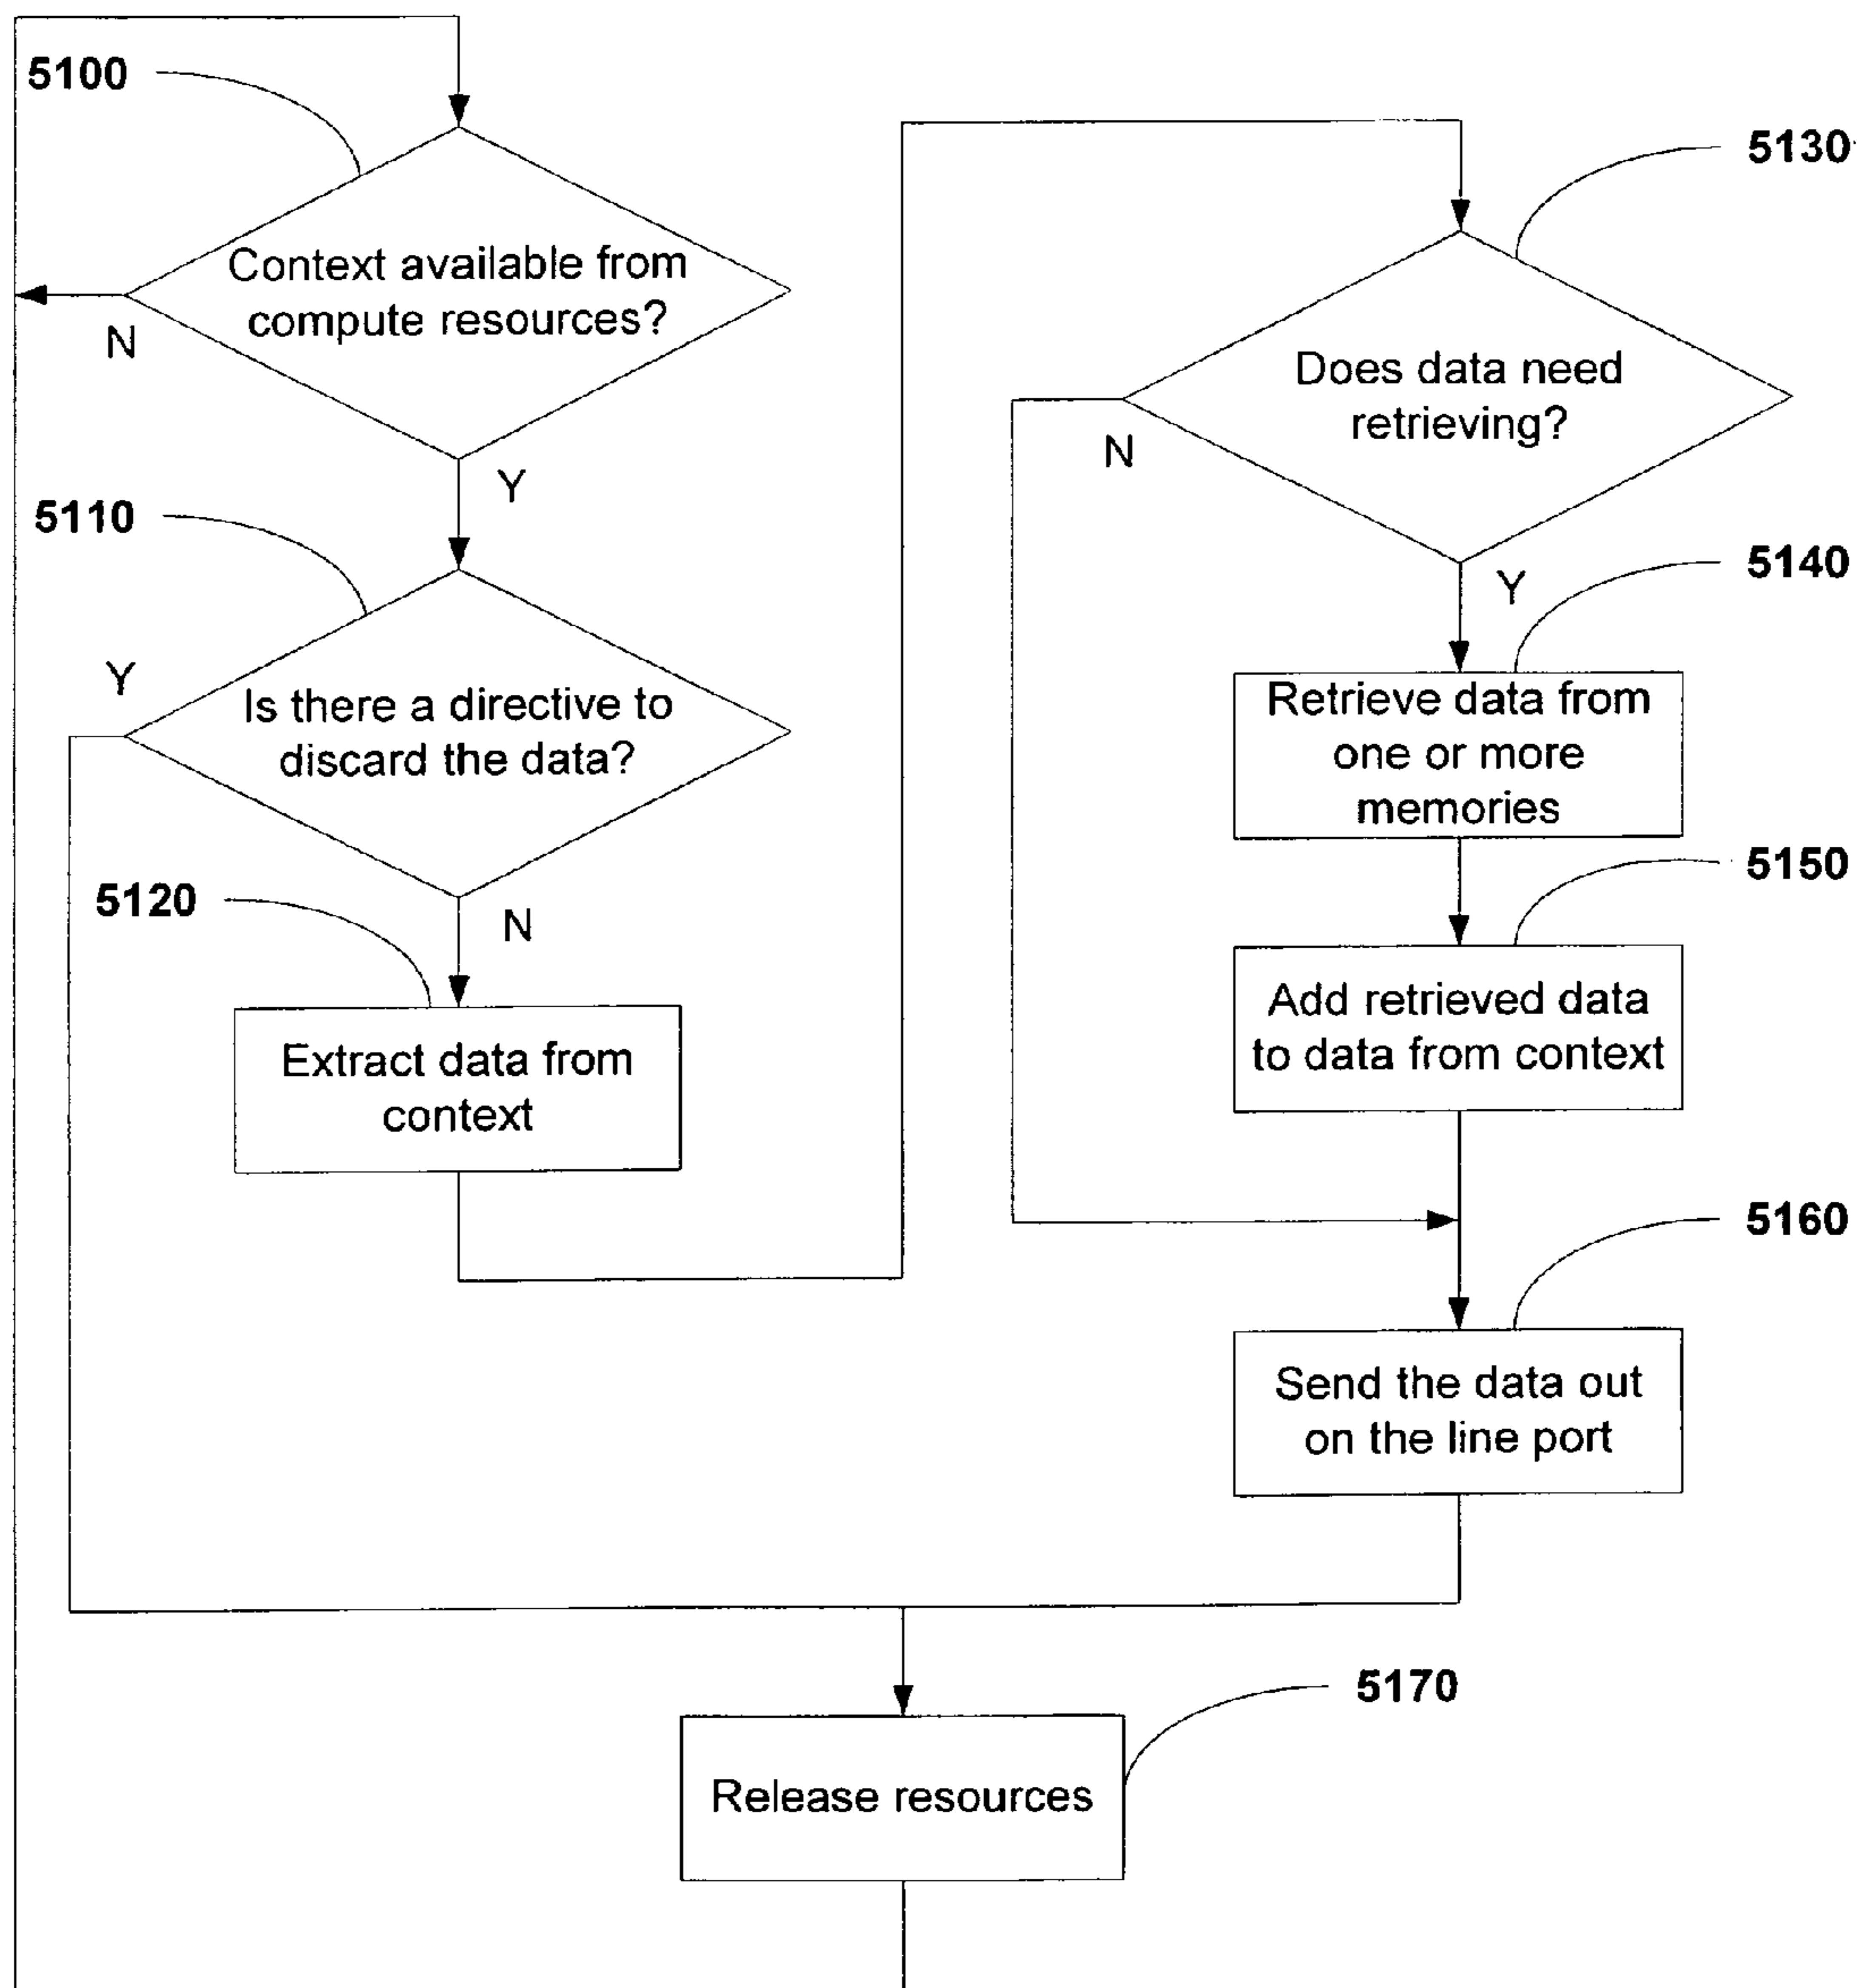 5100
Context available from
compute resources?
N
Y
5110
Y
Is there a directive to
discard the data?
N
5120
Extract data from
context
5130
Does data need
retrieving?
N
Y
5140
Retrieve data from
one or more
memories
5150
Add retrieved data
to data from context
5160
Send the data out
on the line port
5170
Release resources